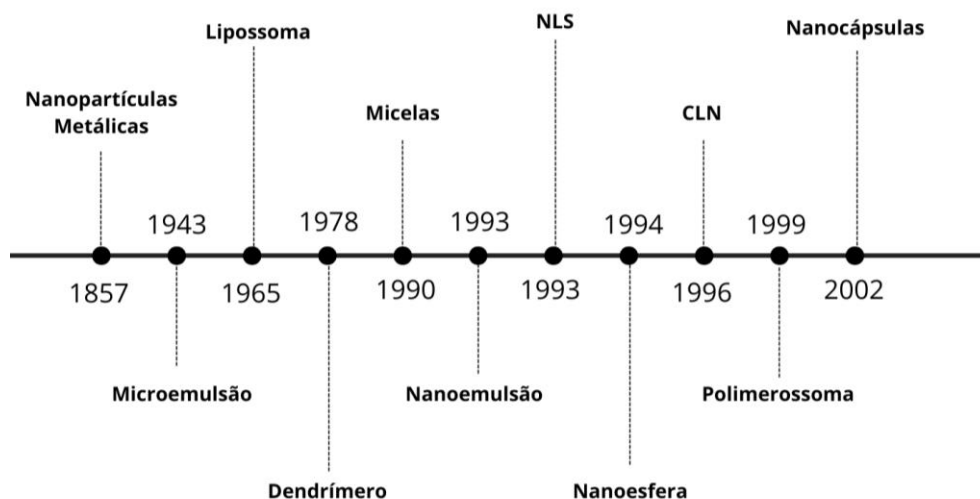 NLS
Nanocápsulas
Lipossoma
Nanopartículas
Metálicas
Micelas
CLN
1943
1978
1993
1994
1999
1857
1965
1990
1993
1996
2002
Microemulsão
Nanoemulsão
Polimerossoma
Dendrímero
Nanoesfera